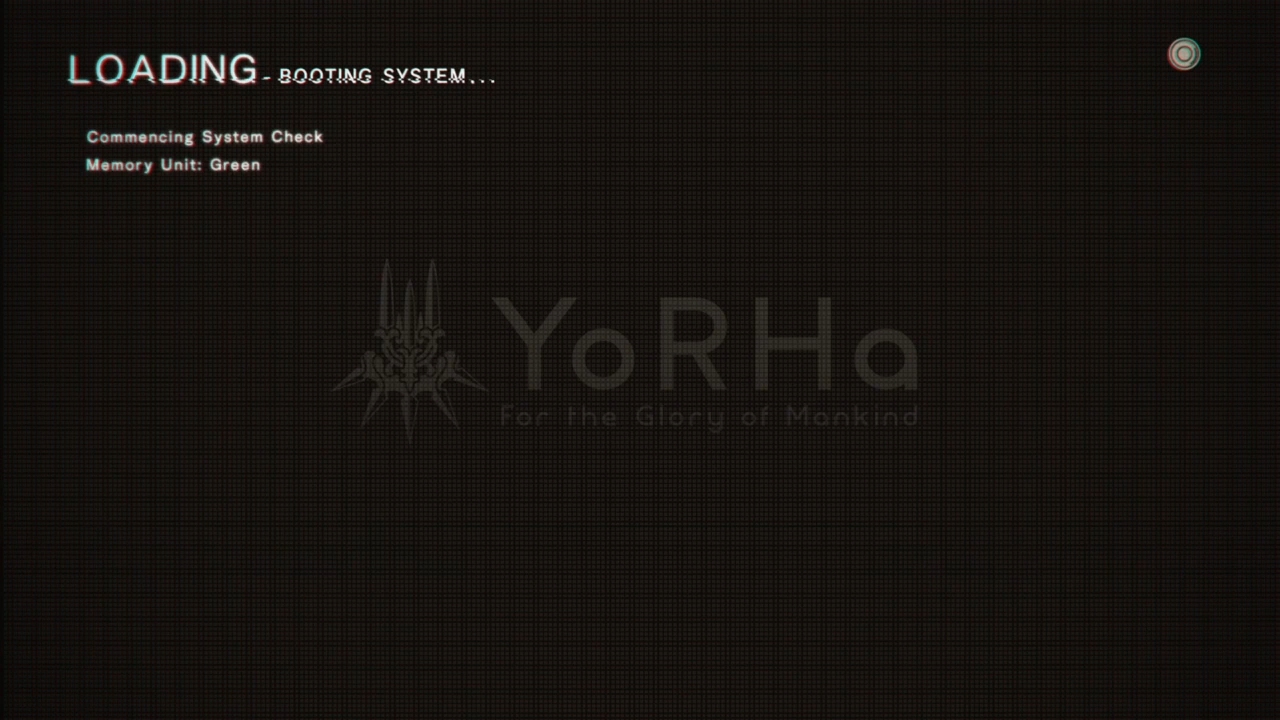 LOADING - BOOTING SYSTEM...
Commencing System Check
Memory Unit: Green
YoRHa
For the Glory of Mankind